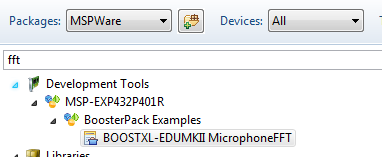 Packages: MSPWare Devices: All
fft
Development Tools
MSP-EXP432P401R
BoosterPack Examples
BOOSTXL-EDUMKII MicrophoneFFT
Libraries